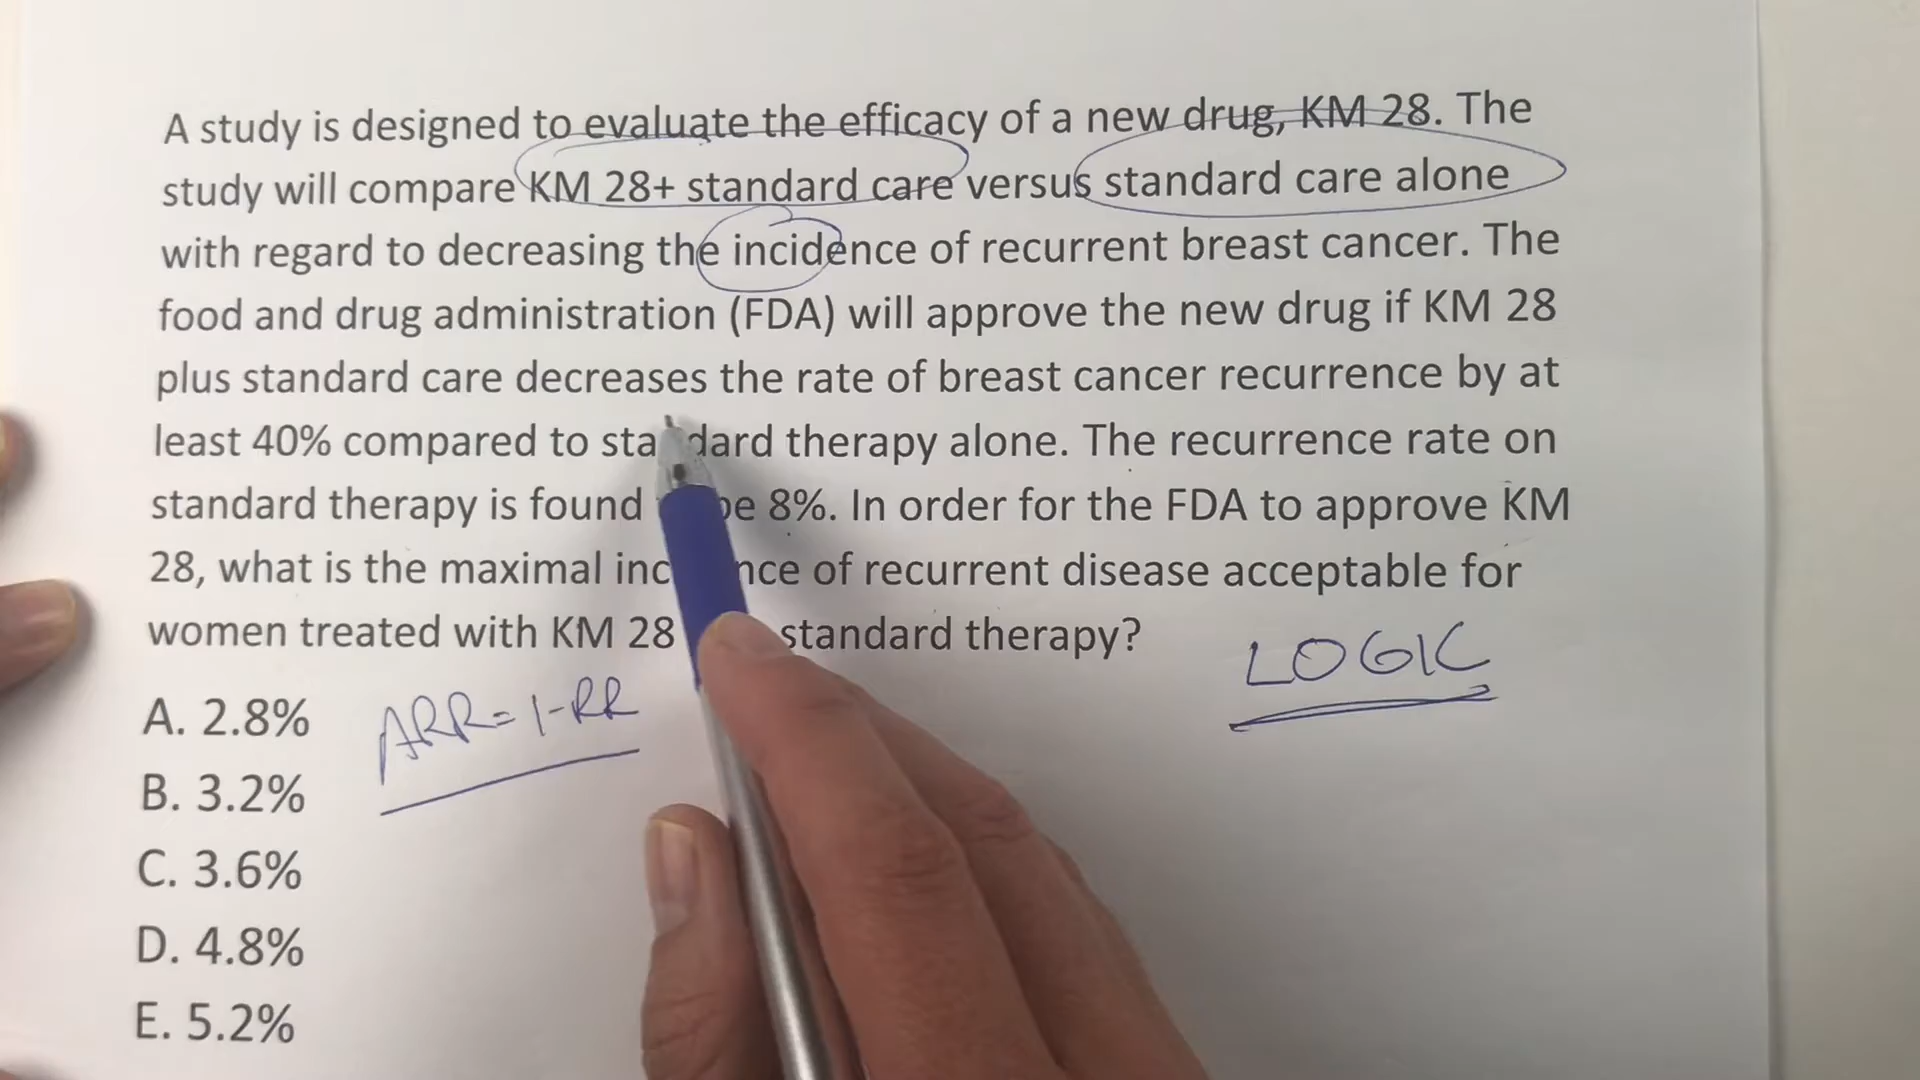 A study is designed to evaluate the efficacy of a new drug, KM 28. The
study will compare KM 28+ standard care versus standard care alone
with regard to decreasing the incidence of recurrent breast cancer. The
food and drug administration (FDA) will approve the new drug if KM 28
plus standard care decreases the rate of breast cancer recurrence by at
least 40% compared to sta dard therapy alone. The recurrence rate on
standard therapy is found be 8%. In order for the FDA to approve KM
28, what is the maximal inc nce of recurrent disease acceptable for
women treated with KM 28 standard therapy?
LOGIC
A. 2.8%
ARR=1-RR
B. 3.2%
C. 3.6%
D. 4.8%
E. 5.2%